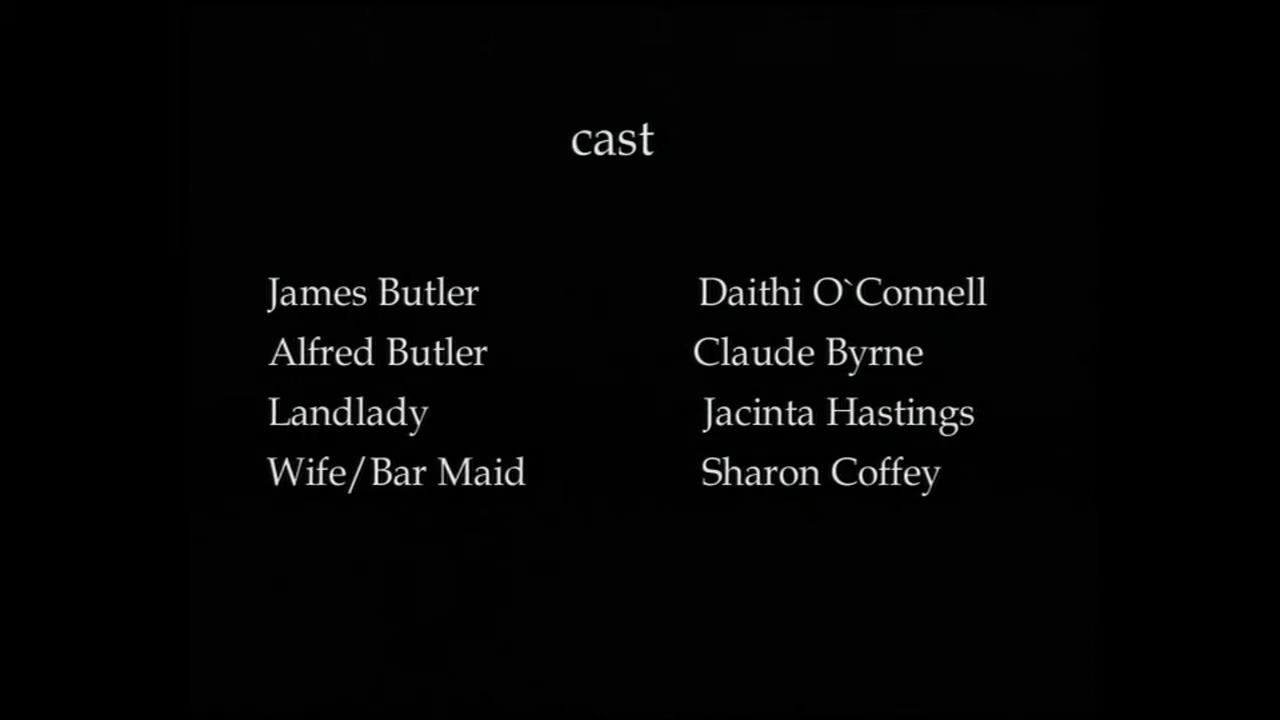 cast
James Butler Daithi O`Connell
Alfred Butler Claude Byrne
Landlady Jacinta Hastings
Wife/Bar Maid Sharon Coffey